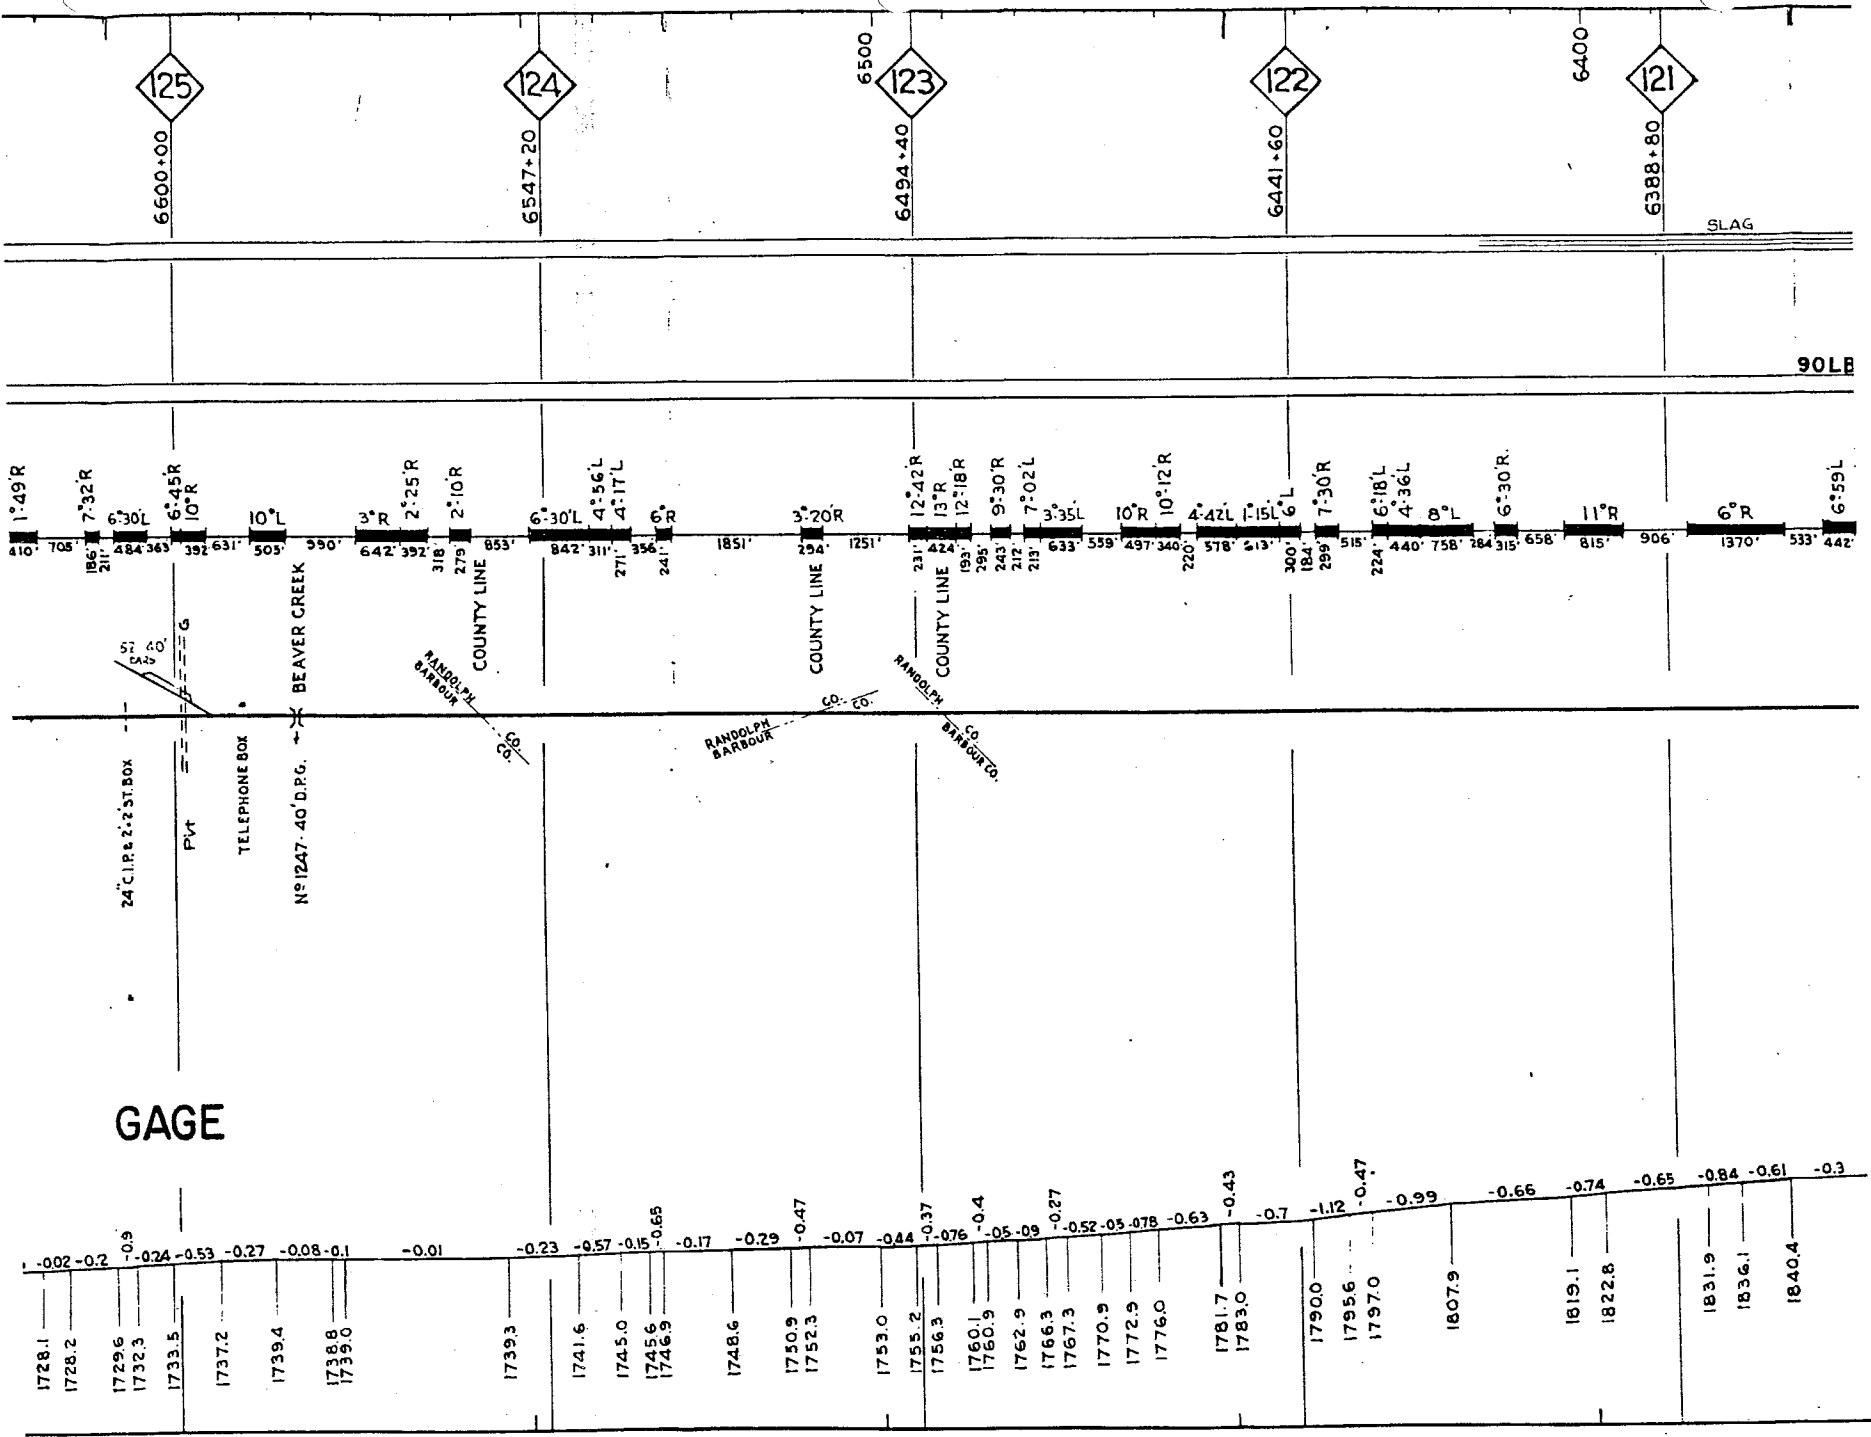 125
124
6500
123
122
6400
121
6600+00
6547+20
6494+40
6441+60
6388+80
SLAG
90LB
1°-49'R
7°-32'R
6°-30'L
6°-45'R
10°R
10°L
3°R
2°-25'R
2°-10'R
6°-30'L
4°-56'L
4°-17'L
6°R
3°-20'R
12°-42'R
13°R
12°-18'R
9°-30'R
7°-02'L
3°-35L
10°R
10°-12'R
4°-42L
1°-15L
6°L
7°-30'R
6°-18'L
4°-36'L
8°L
6°-30'R.
11°R
6°R
6°-59'L
410'
705'
186'
211'
484'
363'
392'
631'
505'
990'
642'
392'
318'
279'
853'
842'
311'
271'
356'
241'
1851'
294'
1251'
231'
424'
193'
295'
243'
212'
213'
633'
559'
497'
340'
220'
578'
613'
300'
184'
299'
515'
224'
440'
758'
284'
315'
658'
815'
906'
1370'
533'
442'
CARS
G
BEAVER CREEK
COUNTY LINE
COUNTY LINE
COUNTY LINE
RANDOLPH CO.
BARBOUR CO.
RANDOLPH CO.
BARBOUR CO.
RANDOLPH CO.
BARBOUR CO.
24" C.I.P. & 2'x2' ST. BOX
Pvt
TELEPHONE BOX
Nº 1247-40' D.P.G.
GAGE
-0.02
-0.2
-0.9
-0.24
-0.53
-0.27
-0.08
-0.1
-0.01
-0.23
-0.57
-0.15
-0.65
-0.17
-0.29
-0.47
-0.07
-0.44
-0.37
-0.76
-0.4
-0.5
-0.9
-0.27
-0.52
-0.5
-0.78
-0.63
-0.43
-0.7
-1.12
-0.47
-0.99
-0.66
-0.74
-0.65
-0.84
-0.61
-0.3
1728.1
1728.2
1729.6
1732.3
1733.5
1737.2
1739.4
1738.8
1739.0
1739.3
1741.6
1745.0
1745.6
1746.9
1748.6
1750.9
1752.3
1753.0
1755.2
1756.3
1760.1
1760.9
1762.9
1766.3
1767.3
1770.9
1772.9
1776.0
1781.7
1783.0
1790.0
1795.6
1797.0
1807.9
1819.1
1822.8
1831.9
1836.1
1840.4